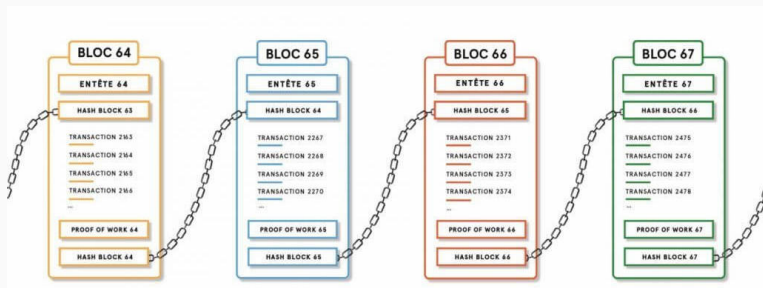 BLOC 64
ENTÊTE 64
HASH BLOCK 63
TRANSACTION 2163
TRANSACTION 2164
TRANSACTION 2165
TRANSACTION 2166
...
PROOF OF WORK 64
HASH BLOCK 64
BLOC 65
ENTÊTE 65
HASH BLOCK 64
TRANSACTION 2267
TRANSACTION 2268
TRANSACTION 2269
TRANSACTION 2270
...
PROOF OF WORK 65
HASH BLOCK 65
BLOC 66
ENTÊTE 66
HASH BLOCK 65
TRANSACTION 2371
TRANSACTION 2372
TRANSACTION 2373
TRANSACTION 2374
...
PROOF OF WORK 66
HASH BLOCK 66
BLOC 67
ENTÊTE 67
HASH BLOCK 66
TRANSACTION 2475
TRANSACTION 2476
TRANSACTION 2477
TRANSACTION 2478
...
PROOF OF WORK 67
HASH BLOCK 67